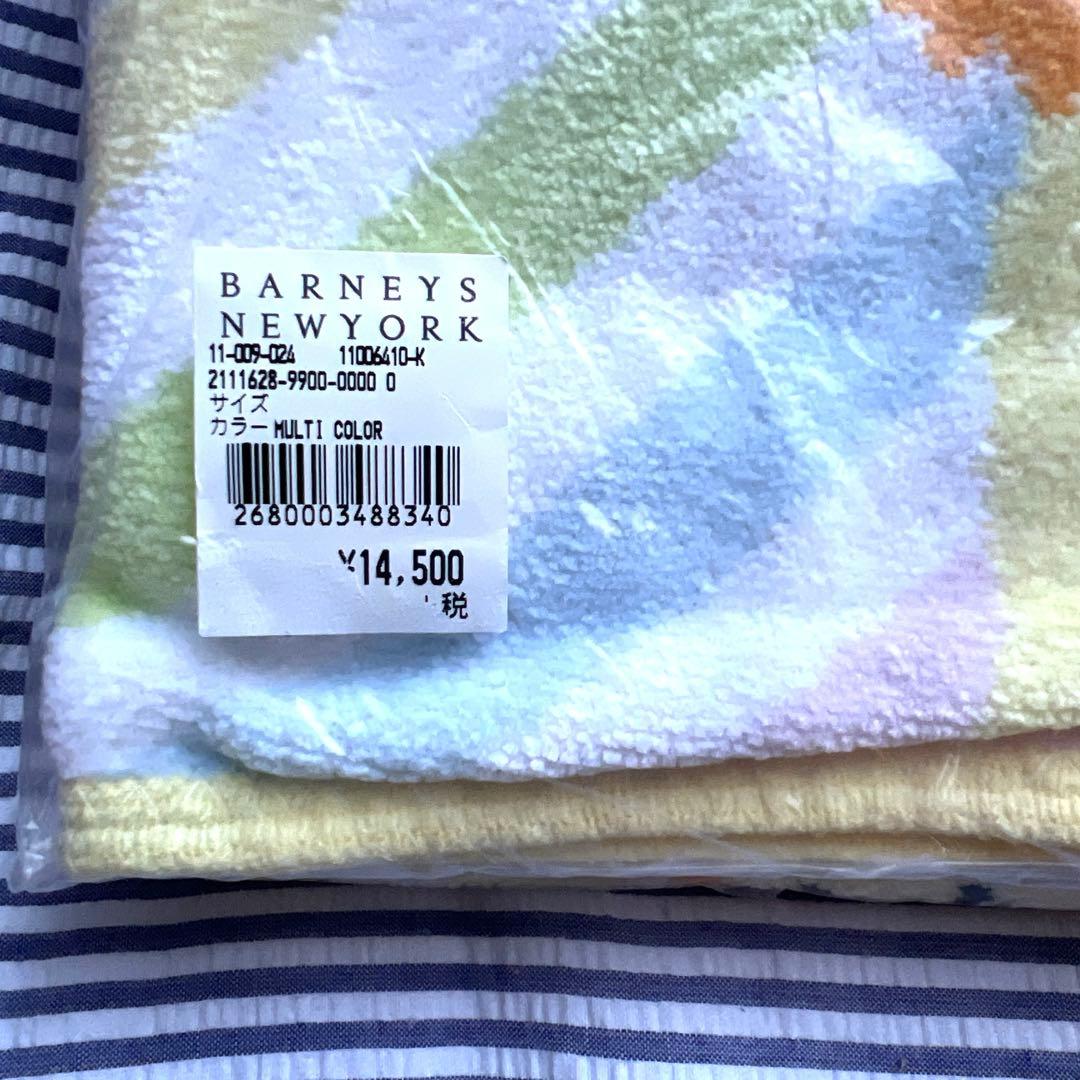 BARNEYS
NEWYORK
11-009-024 11006410-K
2111628-9900-0000 0
サイズ
カラー MULTI COLOR
2680003488340
¥14,500
税